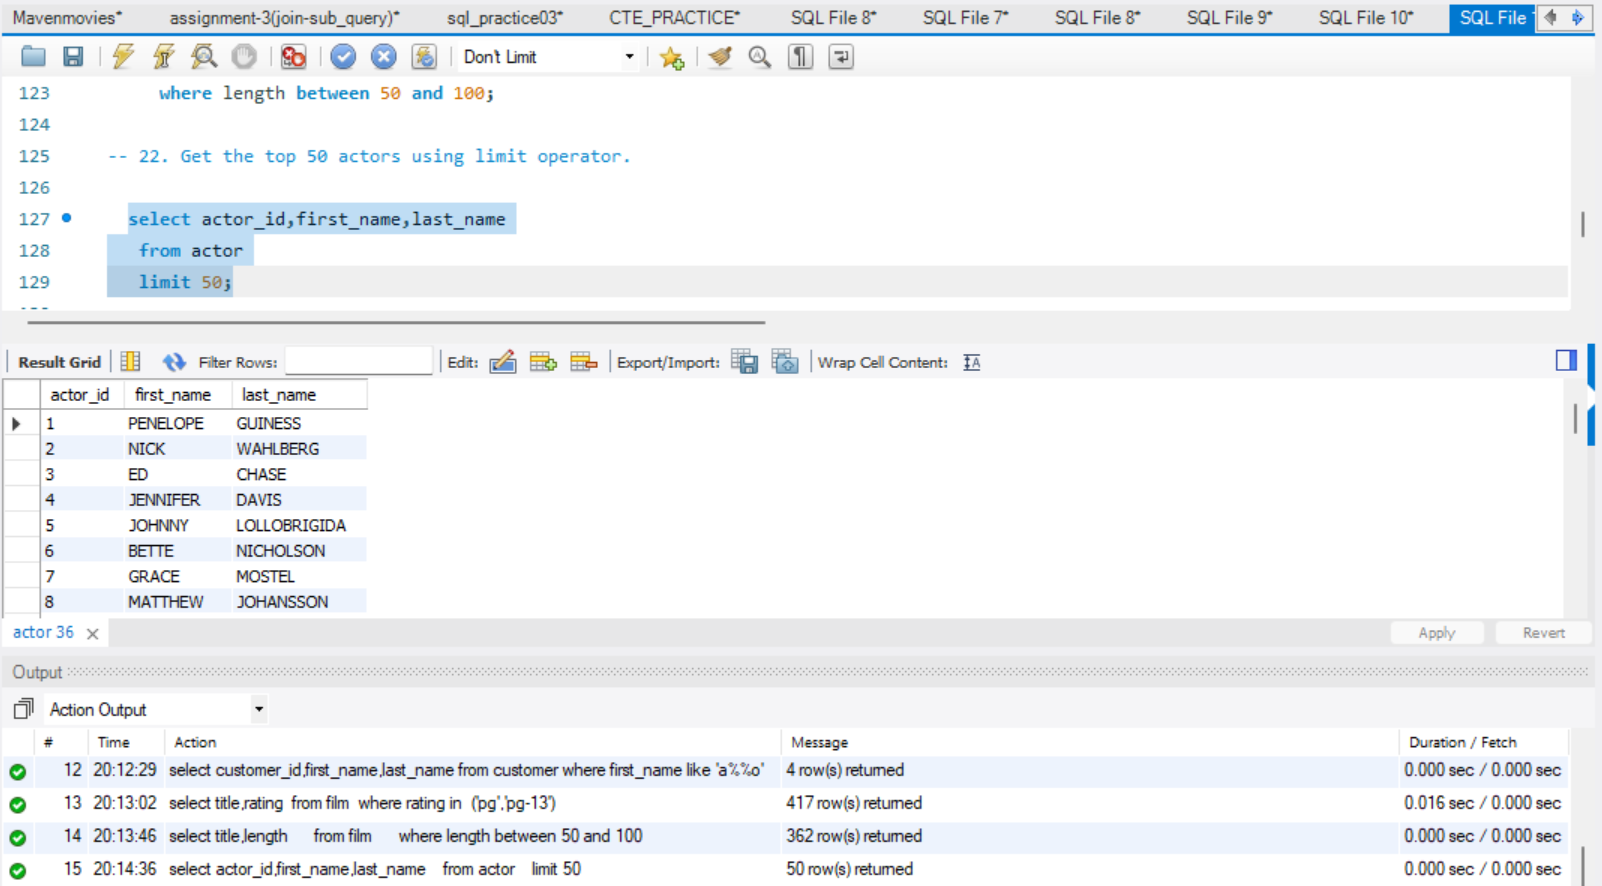 Mavenmovies* assignment-3(join-sub_query)* sql_practice03* CTE_PRACTICE* SQL File 8* SQL File 7* SQL File 8* SQL File 9* SQL File 10* SQL File
Don't Limit
123 where length between 50 and 100;
124
125 -- 22. Get the top 50 actors using limit operator.
126
127 select actor_id,first_name,last_name
128 from actor
129 limit 50;
Result Grid Filter Rows: Edit: Export/Import: Wrap Cell Content:
actor_id first_name last_name
1 PENELOPE GUINESS
2 NICK WAHLBERG
3 ED CHASE
4 JENNIFER DAVIS
5 JOHNNY LOLLOBRIGIDA
6 BETTE NICHOLSON
7 GRACE MOSTEL
8 MATTHEW JOHANSSON
actor 36 Apply Revert
Output
Action Output
# Time Action Message Duration / Fetch
12 20:12:29 select customer_id,first_name,last_name from customer where first_name like 'a%%o' 4 row(s) returned 0.000 sec / 0.000 sec
13 20:13:02 select title,rating from film where rating in ('pg','pg-13') 417 row(s) returned 0.016 sec / 0.000 sec
14 20:13:46 select title,length from film where length between 50 and 100 362 row(s) returned 0.000 sec / 0.000 sec
15 20:14:36 select actor_id,first_name,last_name from actor limit 50 50 row(s) returned 0.000 sec / 0.000 sec